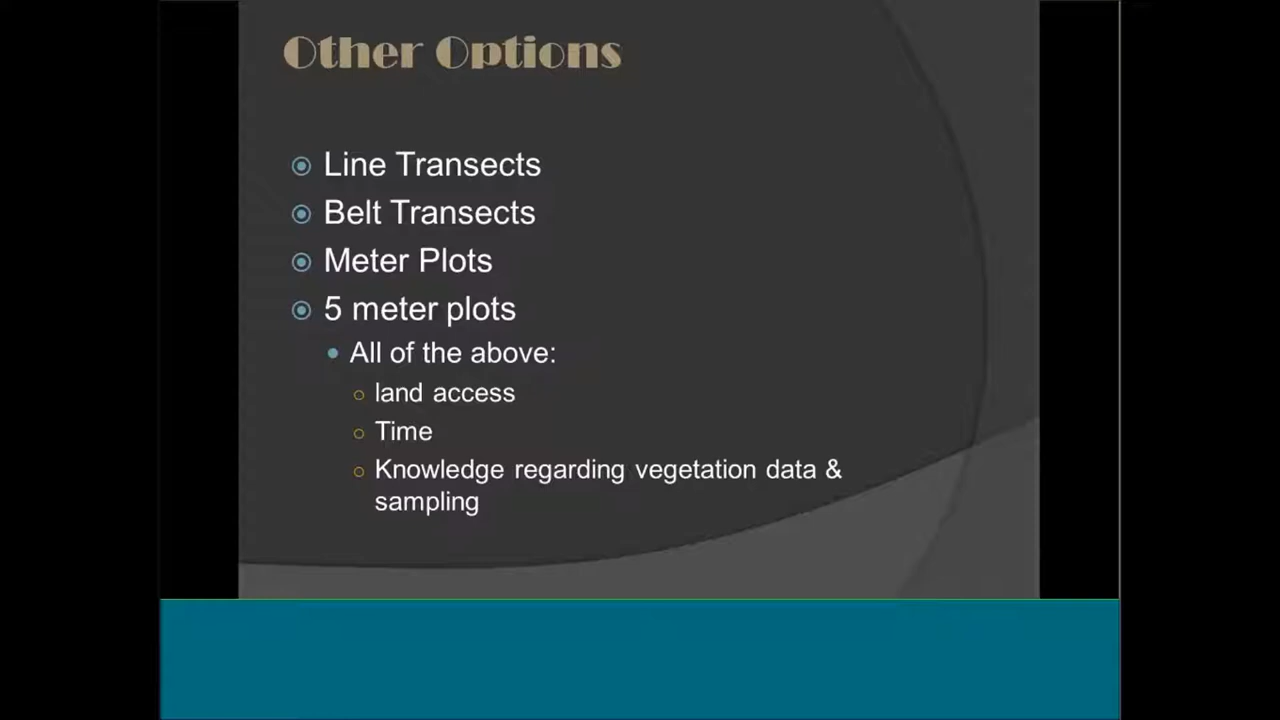 Other Options
Line Transects
Belt Transects
Meter Plots
5 meter plots
All of the above:
land access
Time
Knowledge regarding vegetation data &
sampling